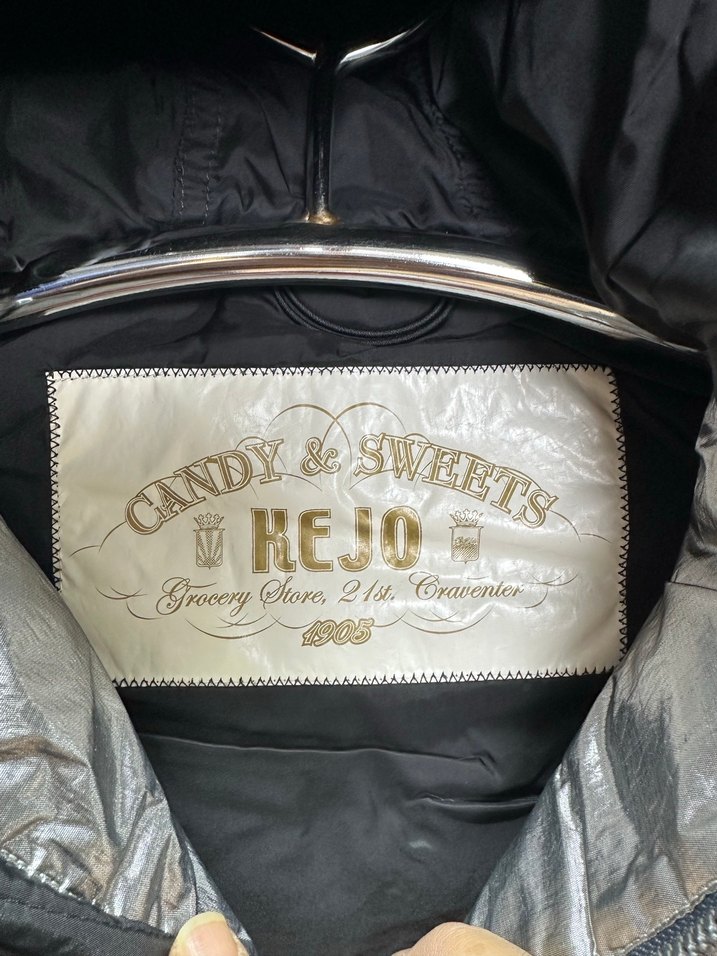 CANDY & SWEETS
KEJO
Grocery Store, 21st. Craventer
1905